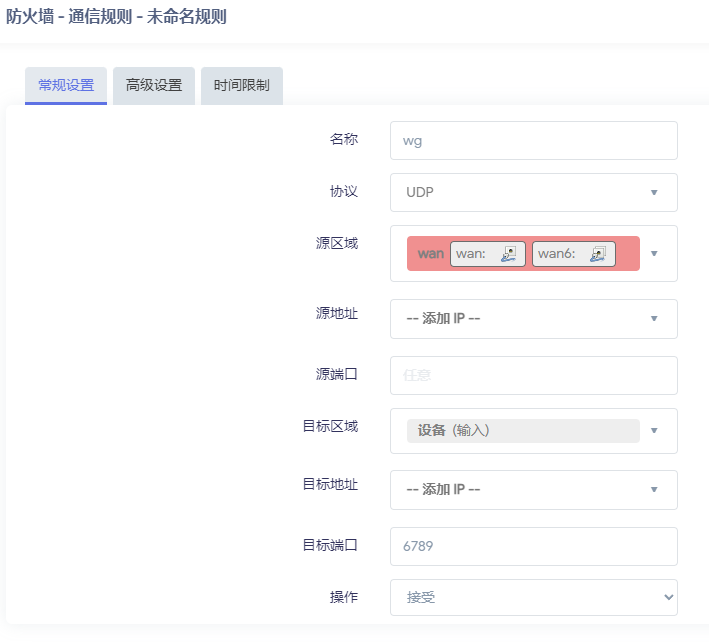 防火墙 - 通信规则 - 未命名规则
常规设置 高级设置 时间限制
名称 wg
协议 UDP
源区域 wan wan: wan6:
源地址 -- 添加 IP --
源端口 任意
目标区域 设备 (输入)
目标地址 -- 添加 IP --
目标端口 6789
操作 接受